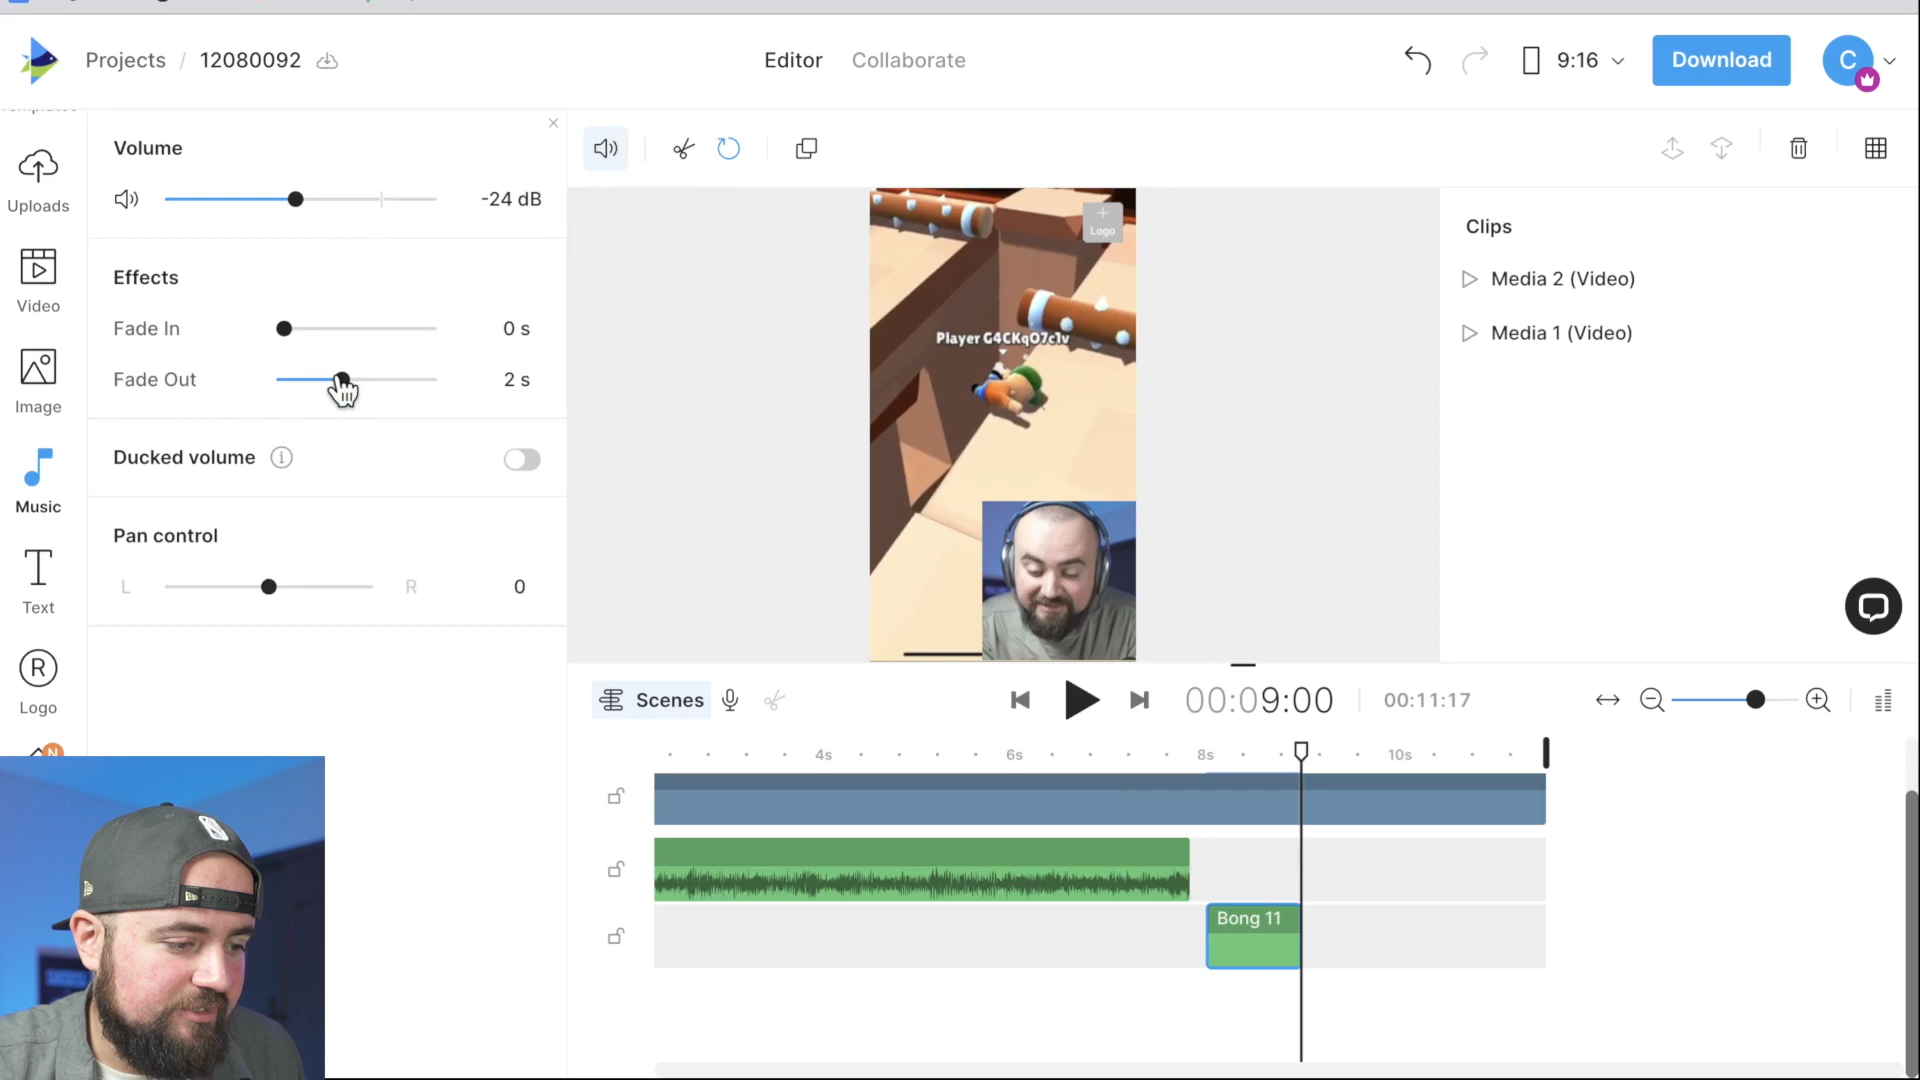 Projects / 12080092
Editor
Collaborate
9:16
Download
C
Volume
-24 dB
Effects
Fade In
0 s
Fade Out
2 s
Ducked volume
Pan control
L
R
0
Uploads
Video
Image
Music
Text
R
Logo
N
+
Logo
Player G4CKqO7c1v
Clips
Media 2 (Video)
Media 1 (Video)
Scenes
00:09:00
00:11:17
4s
6s
8s
10s
Bong 11